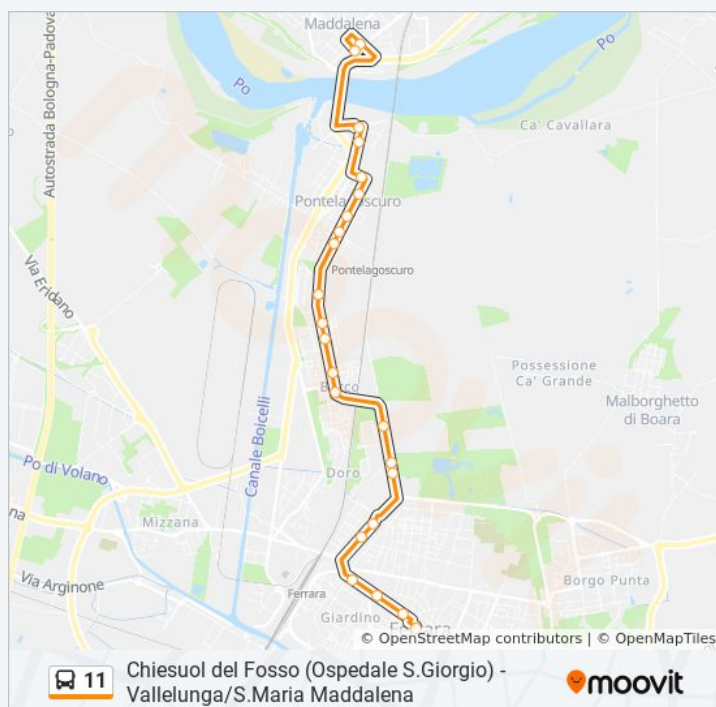 Maddalena
Autostrada Bologna-Padova
Po
Po
Ca' Cavallara
Pontelagoscuro
Via Eridano
Pontelagoscuro
Possessione
Ca' Grande
Malborghetto
di Boara
Canale Boicelli
Po di Volano
Doro
Mizzana
Via Arginone
Ferrara
Borgo Punta
Giardino
© OpenStreetMap contributors | © OpenMapTiles
11
Chiesuol del Fosso (Ospedale S.Giorgio) -
Vallelunga/S.Maria Maddalena
moovit